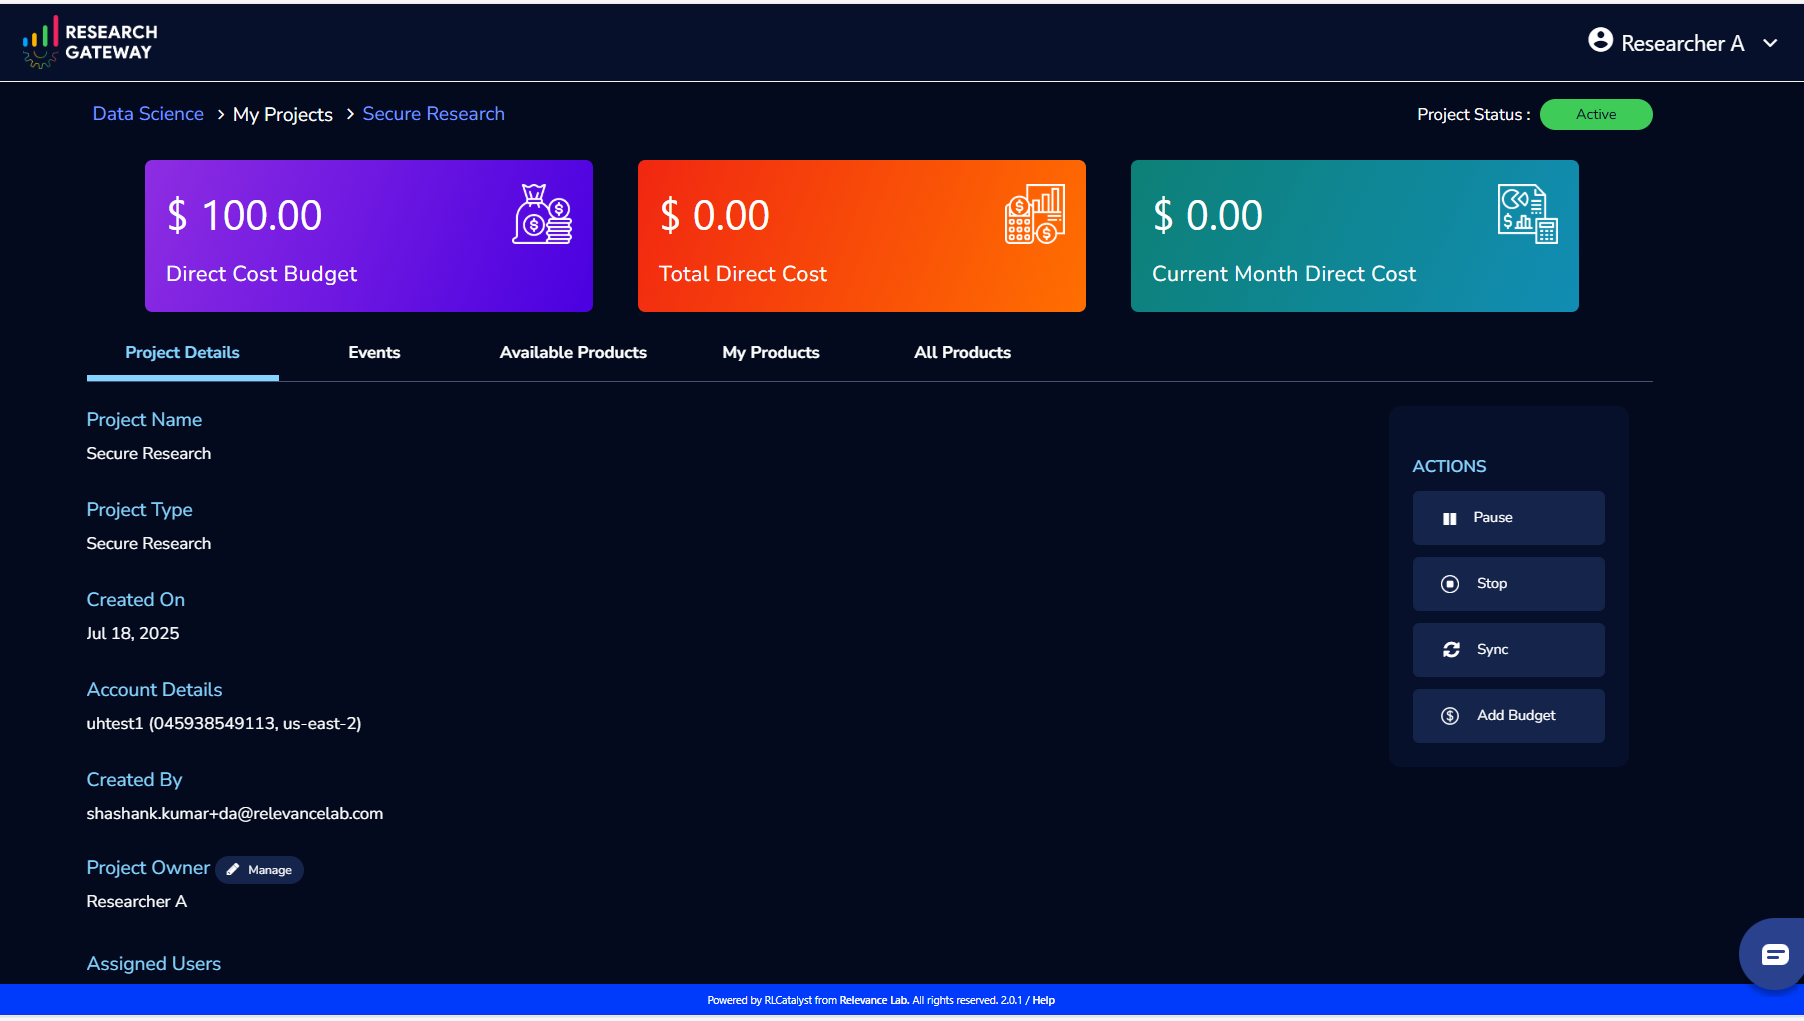 RESEARCH
GATEWAY
Researcher A
Data Science > My Projects > Secure Research
Project Status : Active
$ 100.00
Direct Cost Budget
$ 0.00
Total Direct Cost
$ 0.00
Current Month Direct Cost
Project Details
Events
Available Products
My Products
All Products
Project Name
Secure Research
Project Type
Secure Research
Created On
Jul 18, 2025
Account Details
uhtest1 (045938549113, us-east-2)
Created By
shashank.kumar+da@relevancelab.com
Project Owner Manage
Researcher A
Assigned Users
ACTIONS
Pause
Stop
Sync
Add Budget
Powered by RLCatalyst from Relevance Lab. All rights reserved. 2.0.1 / Help